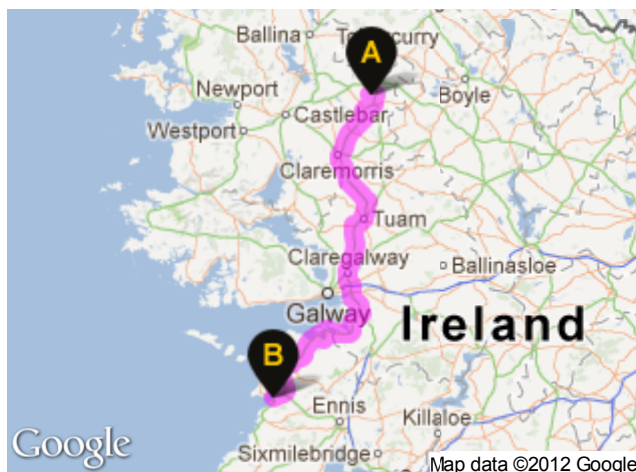 Ballina
A
Newport
Boyle
Castlebar
Westport
Claremorris
Tuam
Claregalway
Ballinasloe
Galway
Ireland
B
Ennis
Killaloe
Sixmilebridge
Google
Map data ©2012 Google